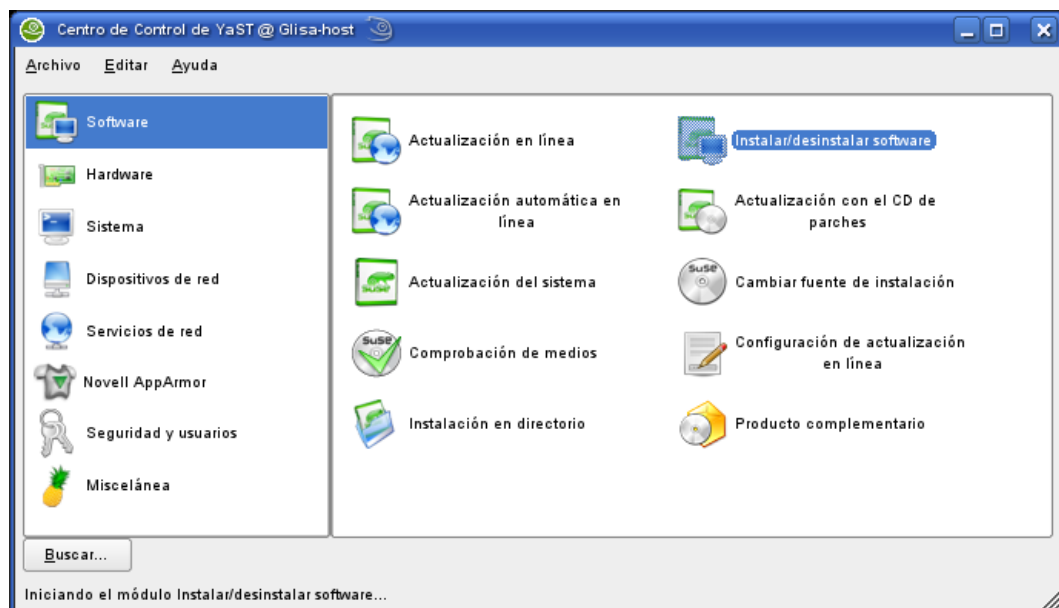 Centro de Control de YaST @ Glisa-host
Archivo Editar Ayuda
Software
Hardware
Sistema
Dispositivos de red
Servicios de red
Novell AppArmor
Seguridad y usuarios
Miscelánea
Actualización en línea
Instalar/desinstalar software
Actualización automática en
línea
Actualización con el CD de
parches
Actualización del sistema
suse
Cambiar fuente de instalación
suse
Comprobación de medios
Configuración de actualización
en línea
Instalación en directorio
Producto complementario
Buscar...
Iniciando el módulo Instalar/desinstalar software...